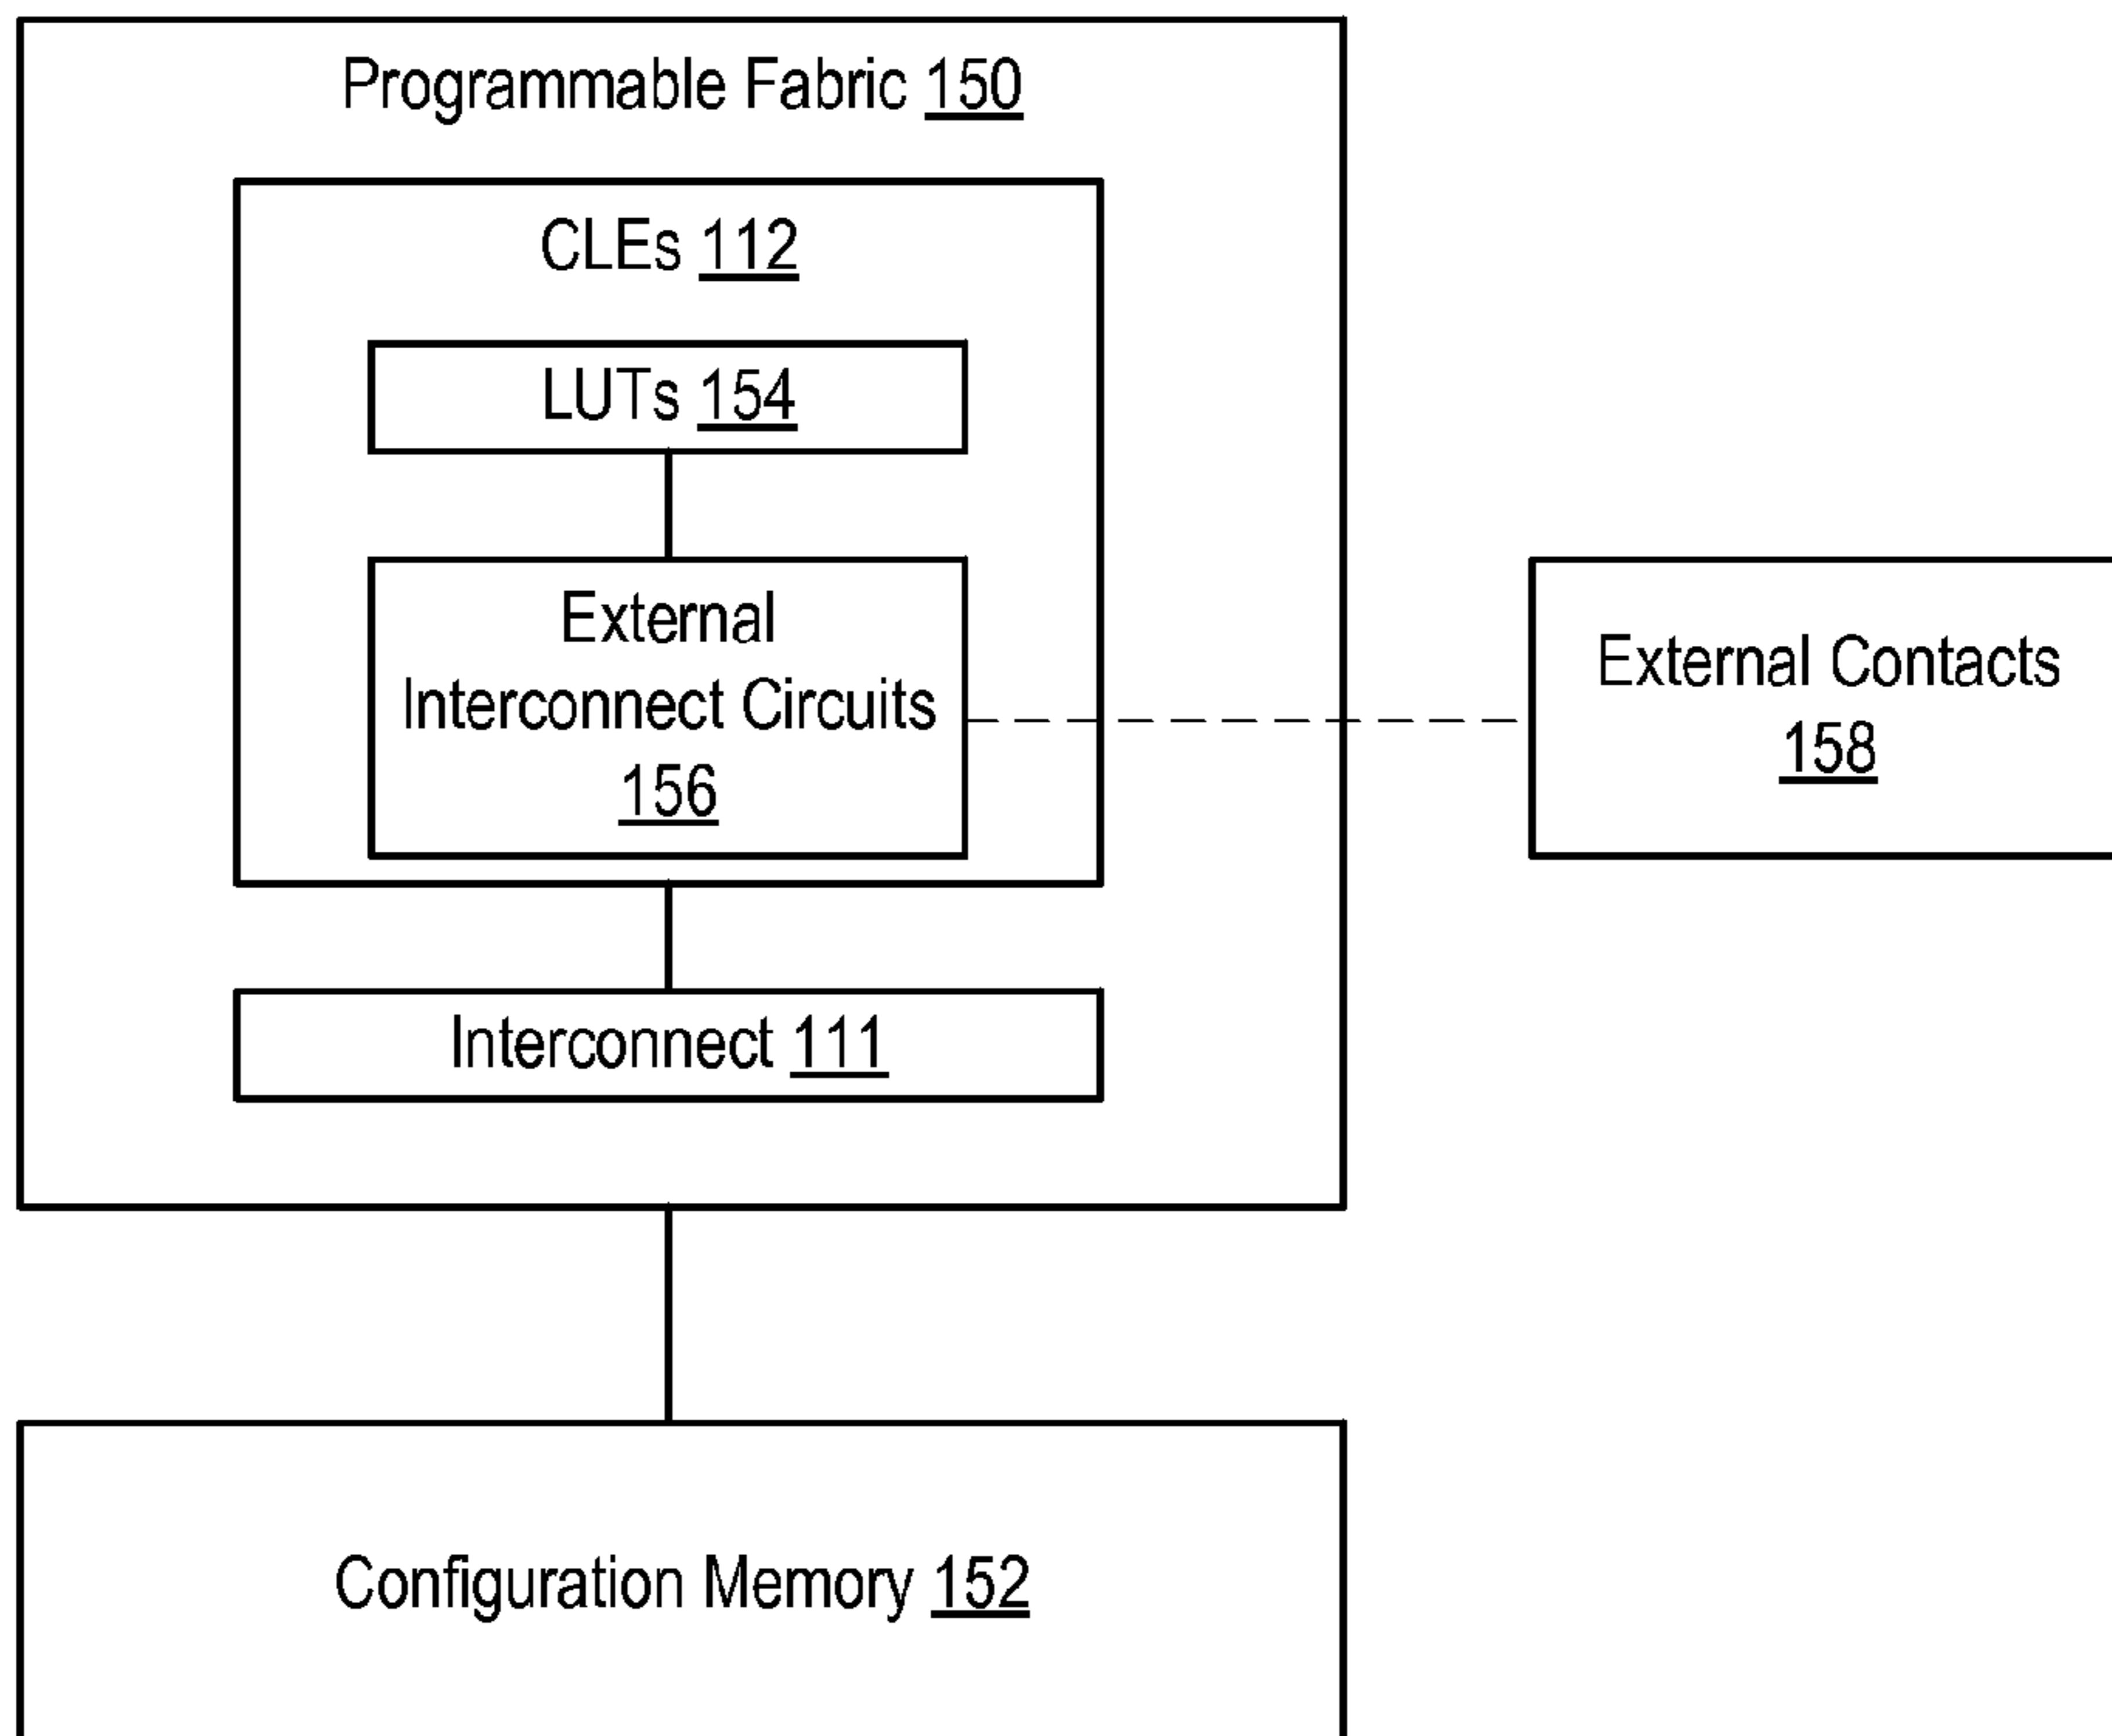 Programmable Fabric 150
CLEs 112
LUTs 154
External
Interconnect Circuits
156
External Contacts
158
Interconnect 111
Configuration Memory 152